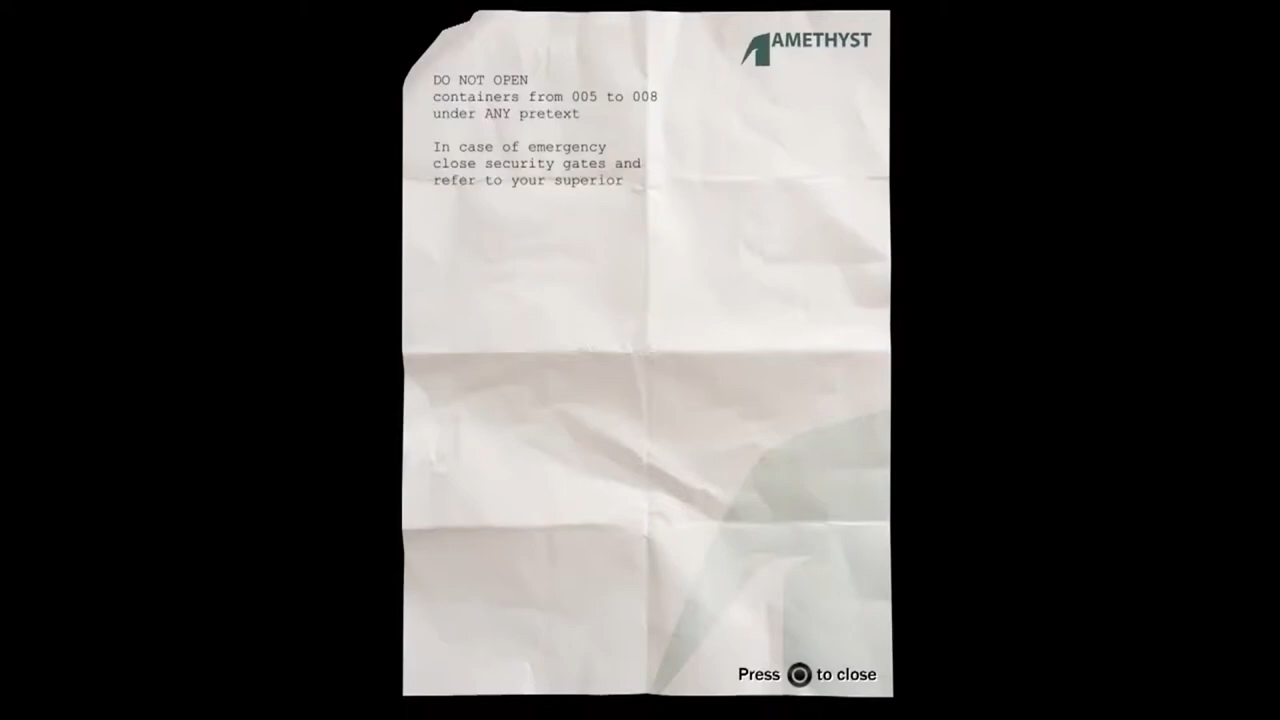 AMETHYST
DO NOT OPEN
containers from 005 to 008
under ANY pretext
In case of emergency
close security gates and
refer to your superior
Press to close